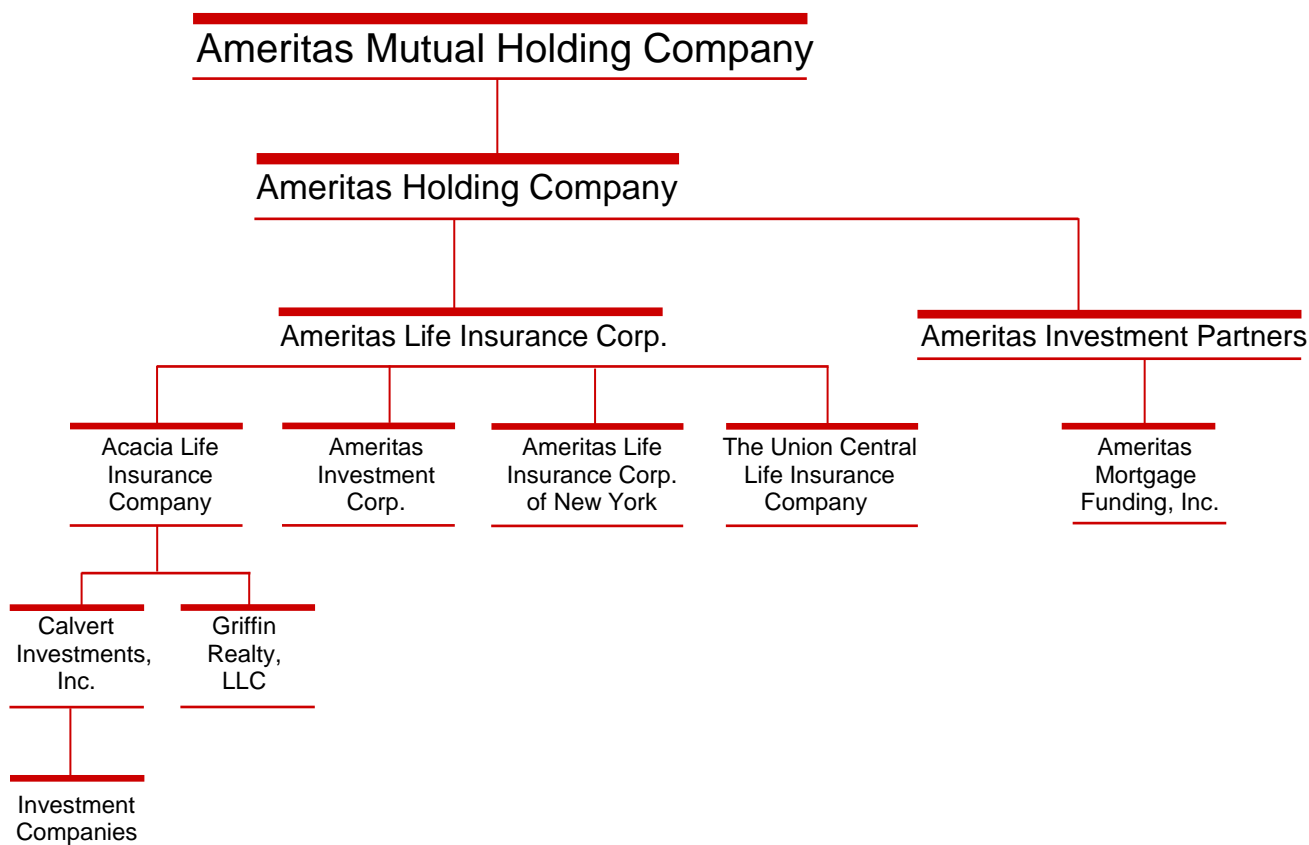 Ameritas Mutual Holding Company
Ameritas Holding Company
Ameritas Life Insurance Corp.
Ameritas Investment Partners
Acacia Life
Insurance
Company
Ameritas
Investment
Corp.
Ameritas Life
Insurance Corp.
of New York
The Union Central
Life Insurance
Company
Ameritas
Mortgage
Funding, Inc.
Calvert
Investments,
Inc.
Griffin
Realty,
LLC
Investment
Companies